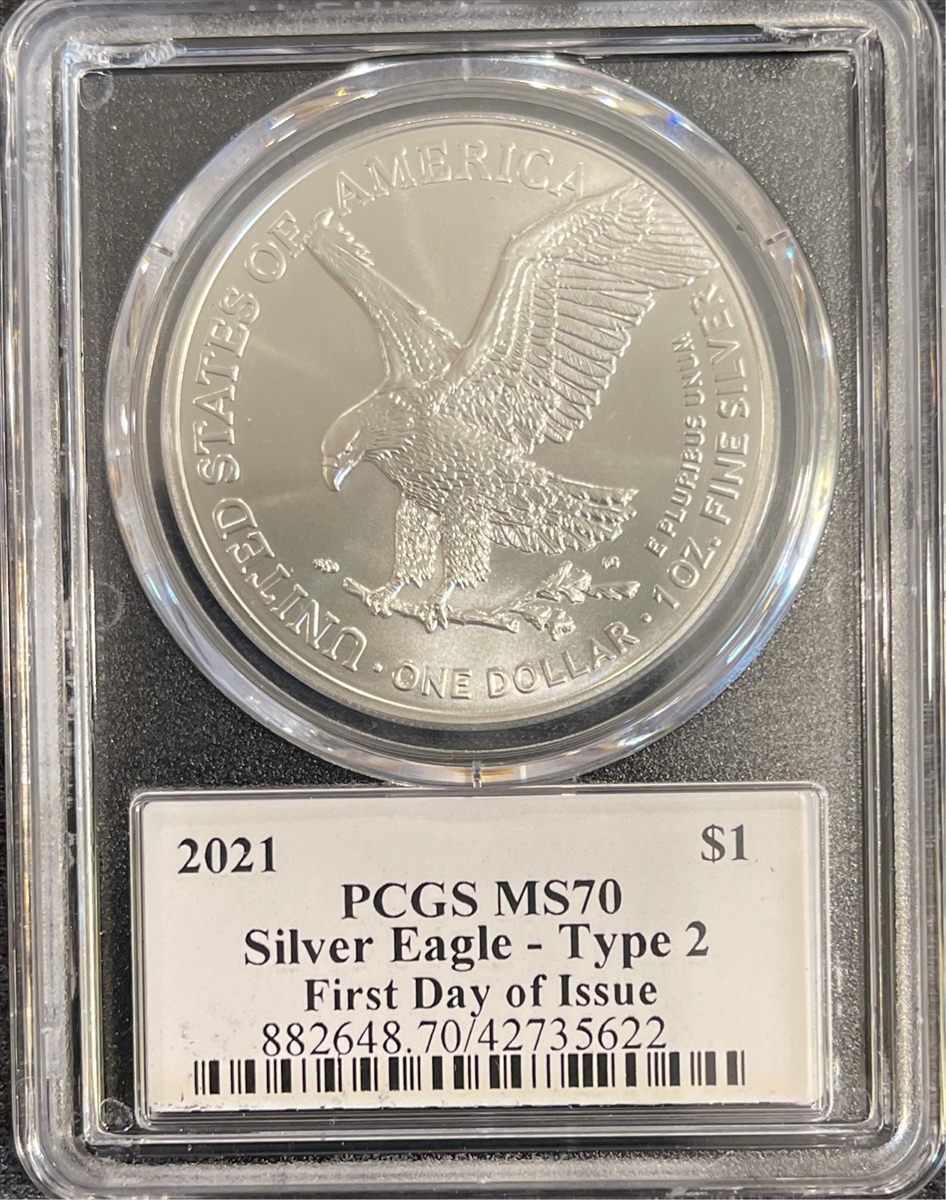 UNITED STATES OF AMERICA
E PLURIBUS UNUM
1 OZ. FINE SILVER
· ONE DOLLAR ·
2021 $1
PCGS MS70
Silver Eagle - Type 2
First Day of Issue
882648.70/42735622